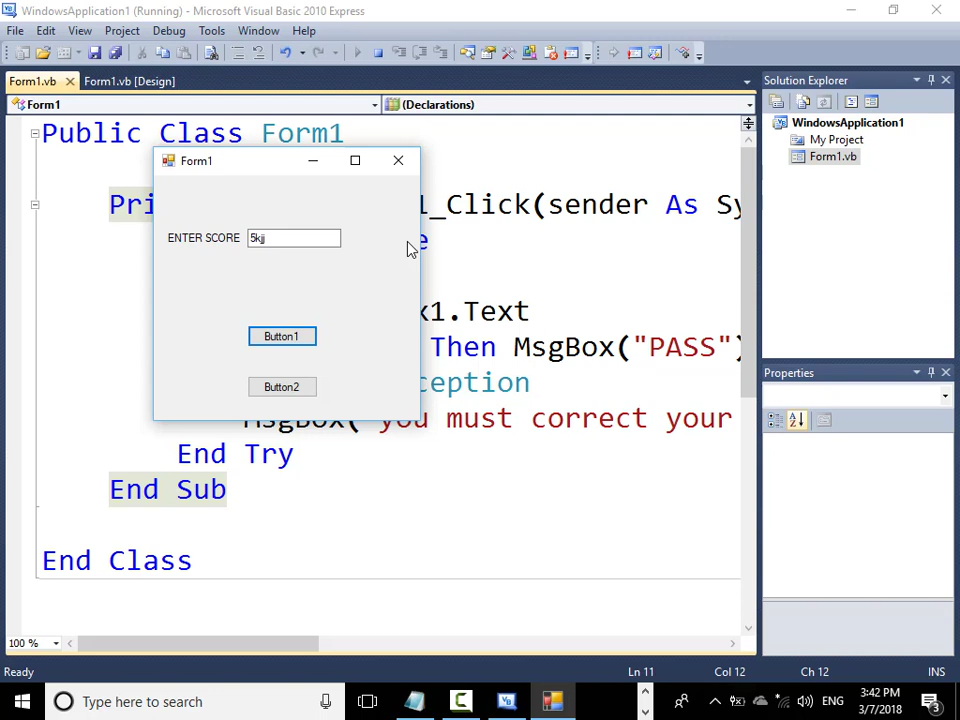 WindowsApplication1 (Running) - Microsoft Visual Basic 2010 Express
File Edit View Project Debug Tools Window Help
Form1.vb Form1.vb [Design]
Form1 (Declarations)
Public Class Form1
Pri 1_Click(sender As Sy
e
x1.Text
Then MsgBox("PASS")
ception
MsgBox("you must correct your
End Try
End Sub
End Class
Form1
ENTER SCORE 5kjj
Button1
Button2
Solution Explorer
WindowsApplication1
My Project
Form1.vb
Properties
100 %
Ready Ln 11 Col 12 Ch 12 INS
Type here to search
ENG
3:42 PM
3/7/2018
3